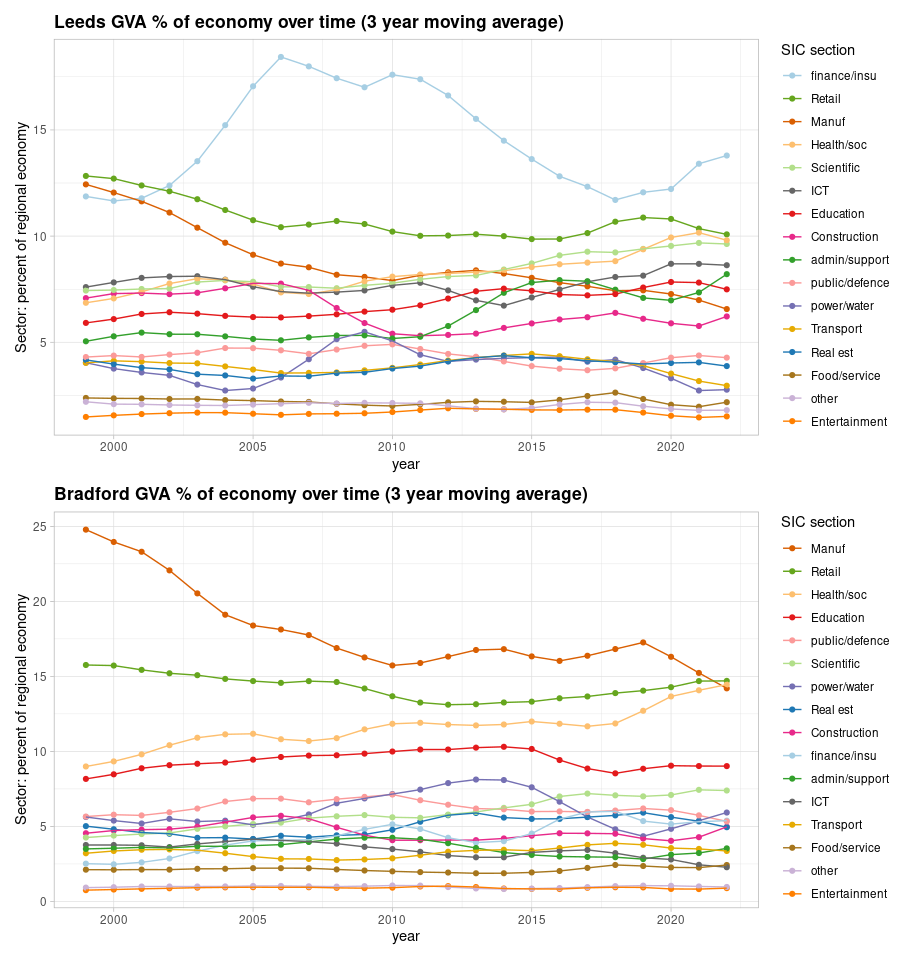 Leeds GVA % of economy over time (3 year moving average)
Sector: percent of regional economy
15
10
5
2000
2005
2010
2015
2020
year
SIC section
finance/insu
Retail
Manuf
Health/soc
Scientific
ICT
Education
Construction
admin/support
public/defence
power/water
Transport
Real est
Food/service
other
Entertainment
Bradford GVA % of economy over time (3 year moving average)
Sector: percent of regional economy
25
20
15
10
5
0
2000
2005
2010
2015
2020
year
SIC section
Manuf
Retail
Health/soc
Education
public/defence
Scientific
power/water
Real est
Construction
finance/insu
admin/support
ICT
Transport
Food/service
other
Entertainment